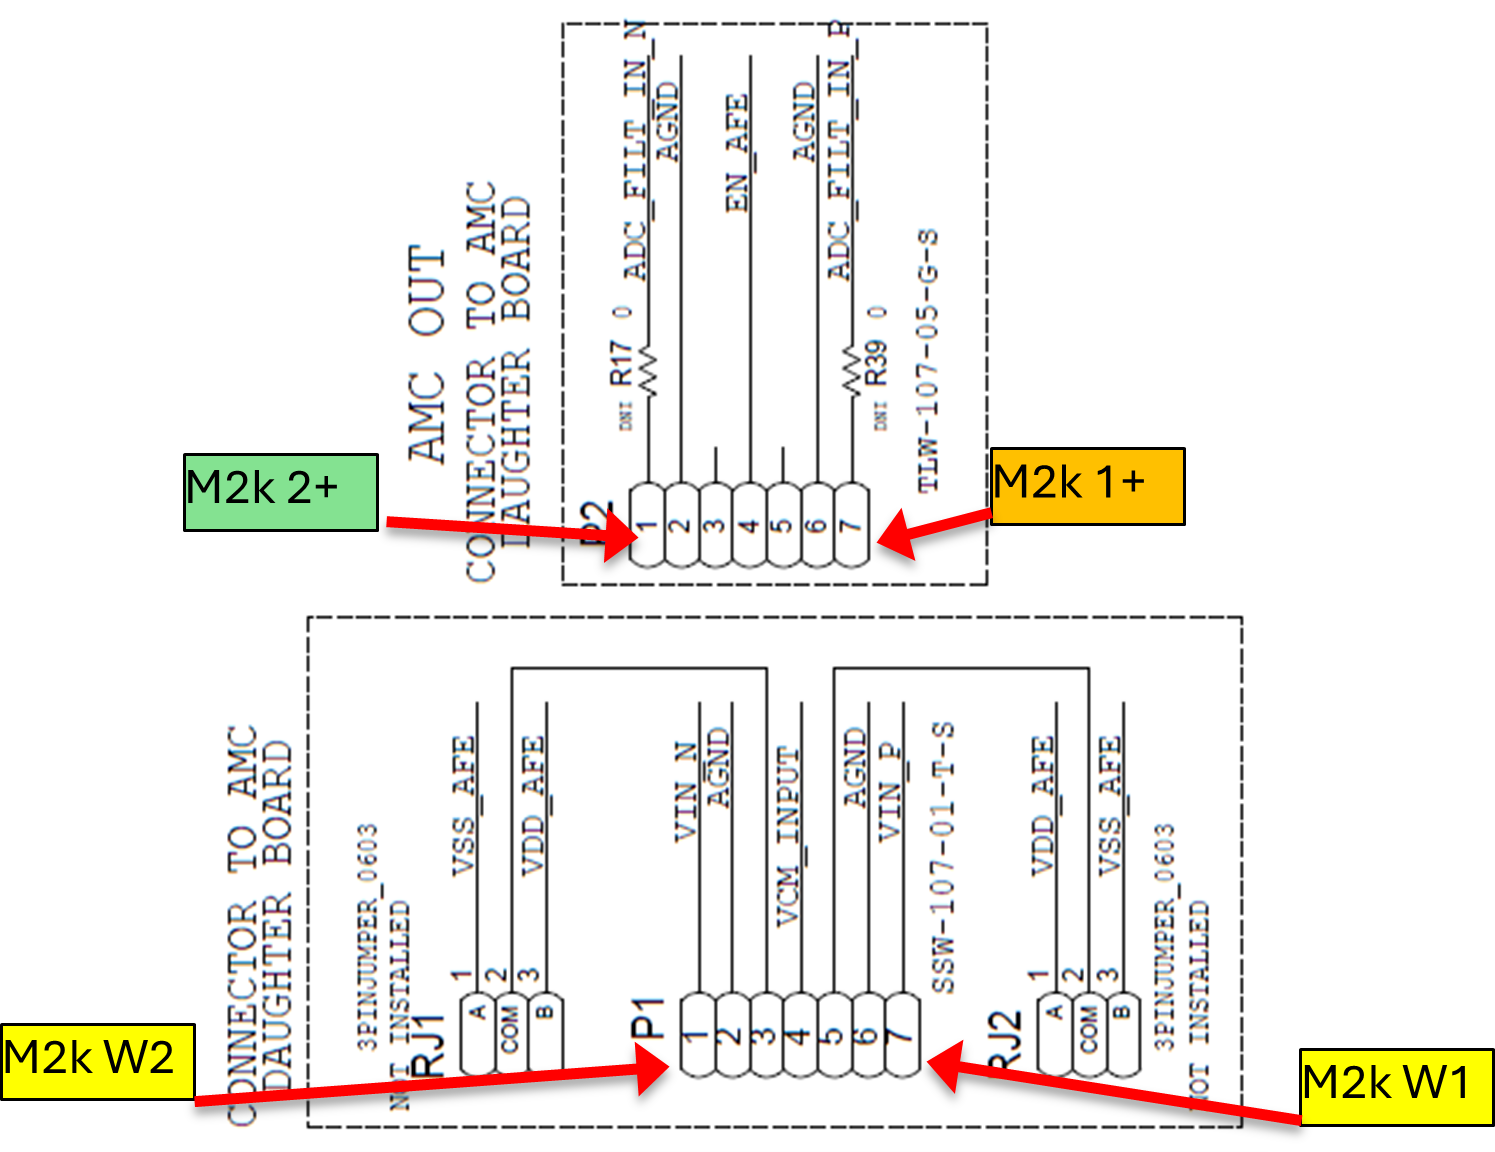 AMC OUT
CONNECTOR TO AMC
DAUGHTER BOARD
ADC_FILT_IN_N
AGND
EN_AFE
AGND
ADC_FILT_IN_P
DNI R17 0
DNI R39 0
TLW-107-05-G-S
M2k 2+
M2k 1+
P2
1
2
3
4
5
6
7
CONNECTOR TO AMC
DAUGHTER BOARD
3PINJUMPER_0603
NOT INSTALLED
RJ1
VSS_AFE
VDD_AFE
1
2
3
A
COM
B
P1
VIN_N
AGND
VCM_INPUT
AGND
VIN_P
1
2
3
4
5
6
7
SSW-107-01-T-S
RJ2
VDD_AFE
VSS_AFE
1
2
3
A
COM
B
3PINJUMPER_0603
NOT INSTALLED
M2k W2
M2k W1